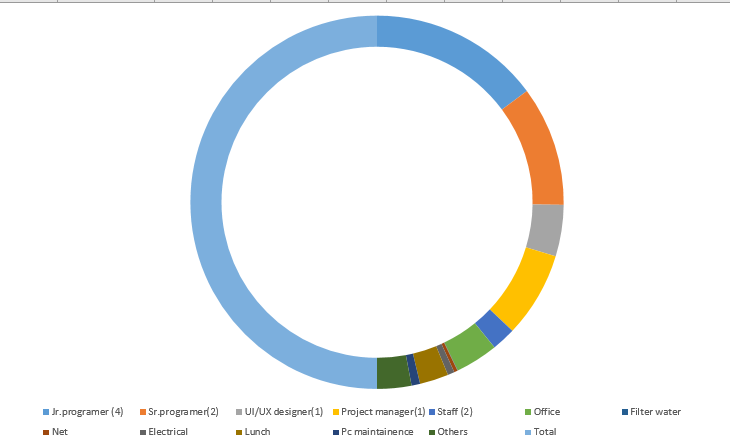 Jr.programer (4) Sr.programer(2) UI/UX designer(1) Project manager(1) Staff (2) Office Filter water
Net Electrical Lunch Pc maintainence Others Total